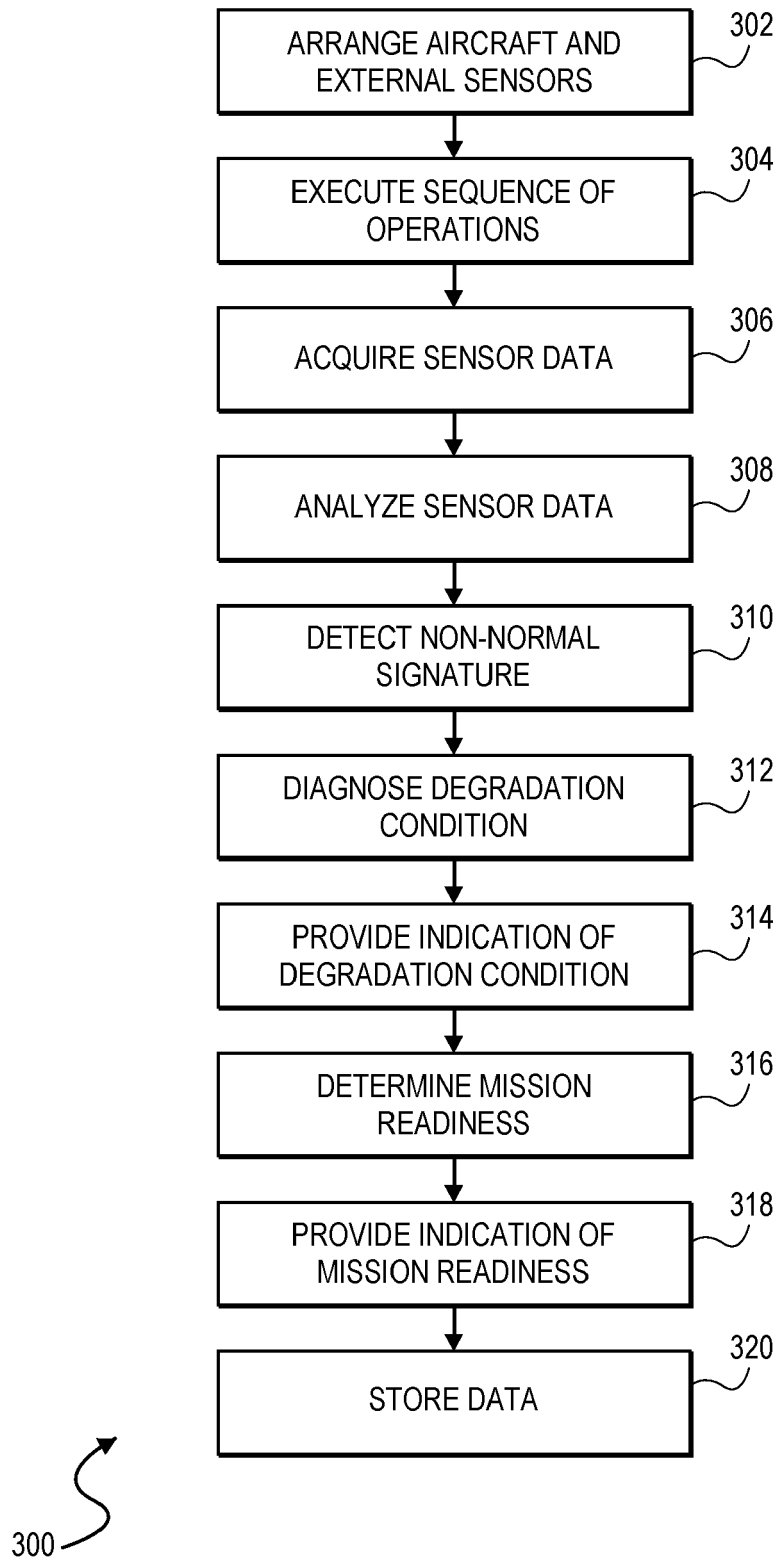 ARRANGE AIRCRAFT AND
EXTERNAL SENSORS
302
EXECUTE SEQUENCE OF
OPERATIONS
304
ACQUIRE SENSOR DATA
306
ANALYZE SENSOR DATA
308
DETECT NON-NORMAL
SIGNATURE
310
DIAGNOSE DEGRADATION
CONDITION
312
PROVIDE INDICATION OF
DEGRADATION CONDITION
314
DETERMINE MISSION
READINESS
316
PROVIDE INDICATION OF
MISSION READINESS
318
STORE DATA
320
300